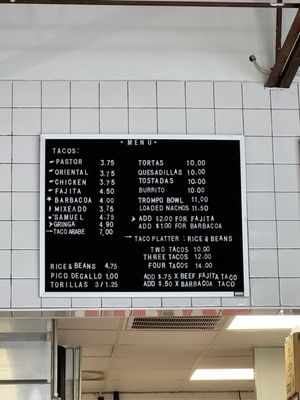 MENU
TACOS:
PASTOR 3.75
ORIENTAL 3.75
CHICKEN 3.75
FAJITA 4.50
BARBACOA 4.00
MIXEADO 3.75
SAMUEL 4.75
GRINGA 4.90
TACO ARABE 7.00
RICE & BEANS 4.75
PICO DE GALLO 1.00
TORILLAS 3/1.25
TORTAS 10.00
QUESADILLAS 10.00
TOSTADAS 10.00
BURRITO 10.00
TROMPO BOWL 11.00
LOADED NACHOS 11.50
ADD $2.00 FOR FAJITA
ADD $1.00 FOR BARBACOA
TACO PLATTER: RICE & BEANS
TWO TACOS 10.00
THREE TACOS 12.00
FOUR TACOS 14.00
ADD $.75 X BEEF FAJITA TACO
ADD $.50 X BARBACOA TACO